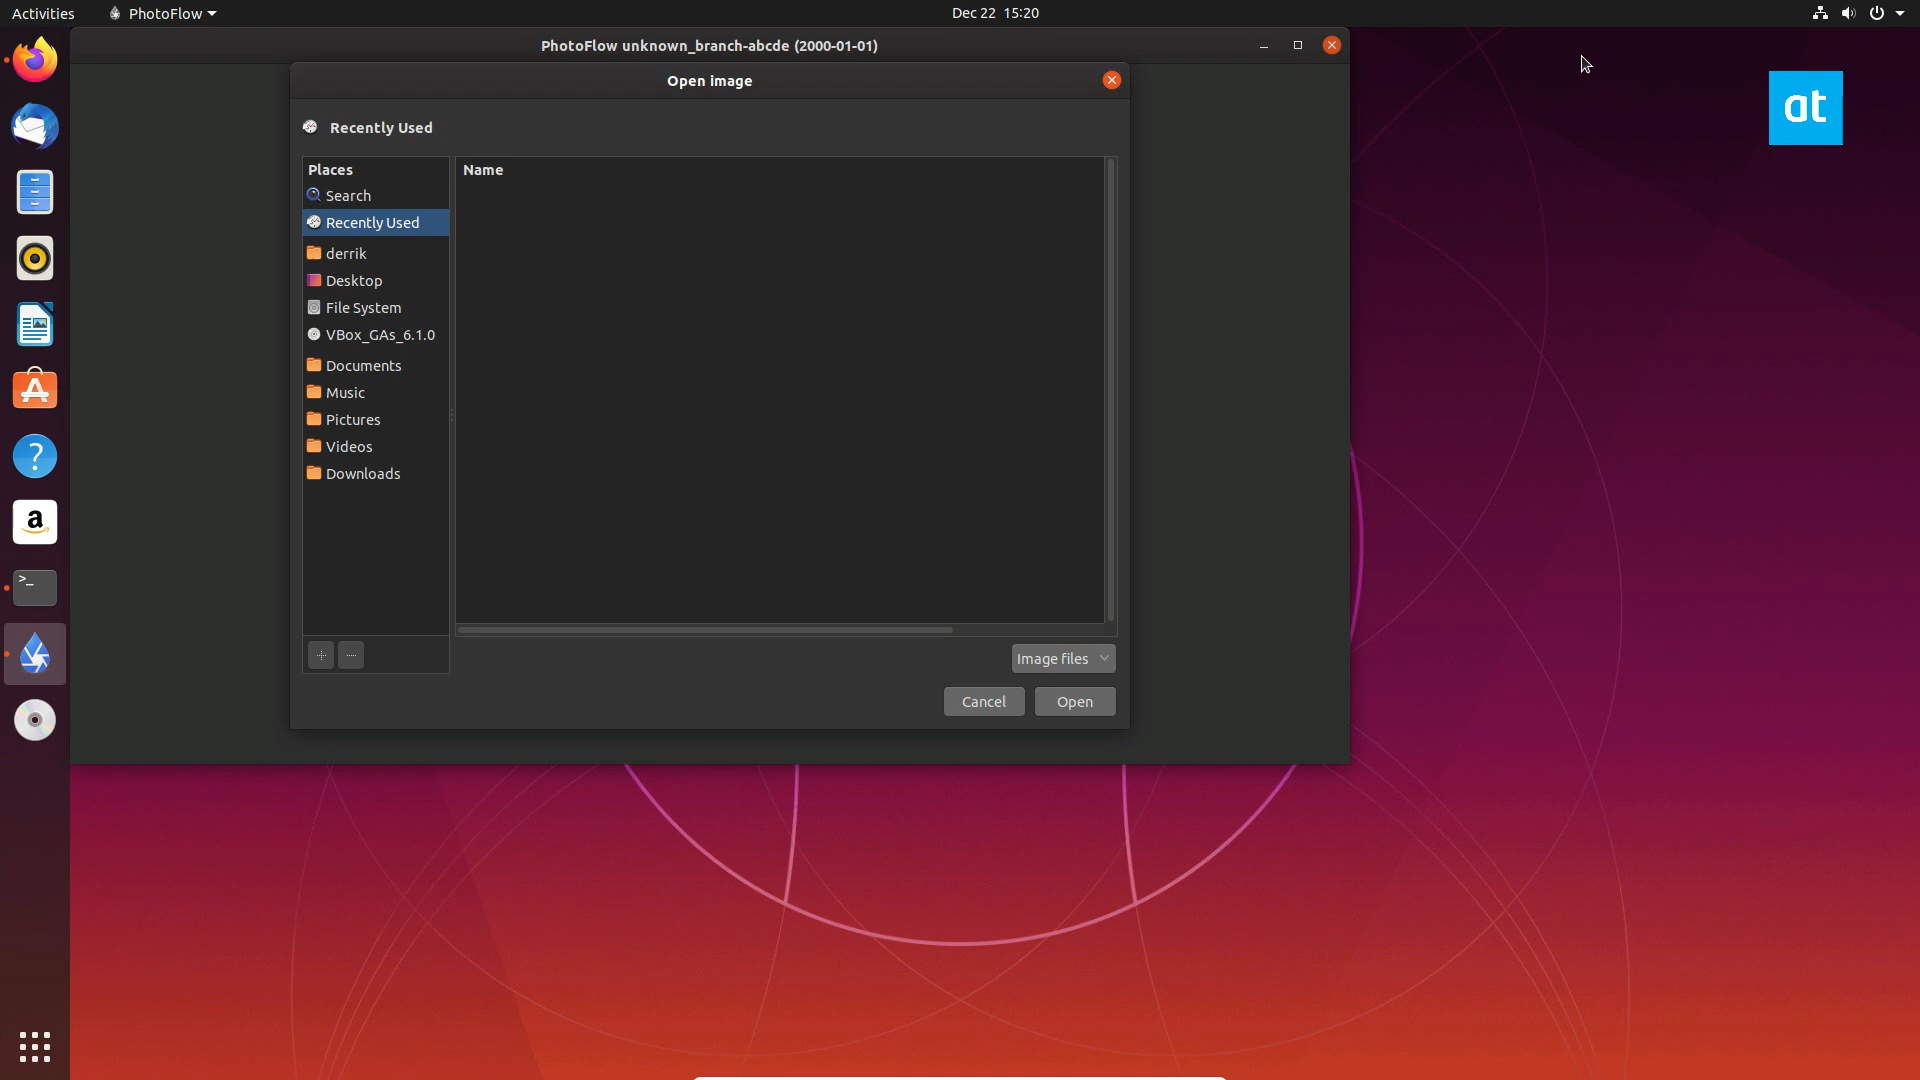 Activities
PhotoFlow
Dec 22 15:20
PhotoFlow unknown_branch-abcde (2000-01-01)
Open image
Recently Used
Places
Name
Search
Recently Used
derrik
Desktop
File System
VBox_GAs_6.1.0
Documents
Music
Pictures
Videos
Downloads
Image files
Cancel
Open
at
?
a
>_